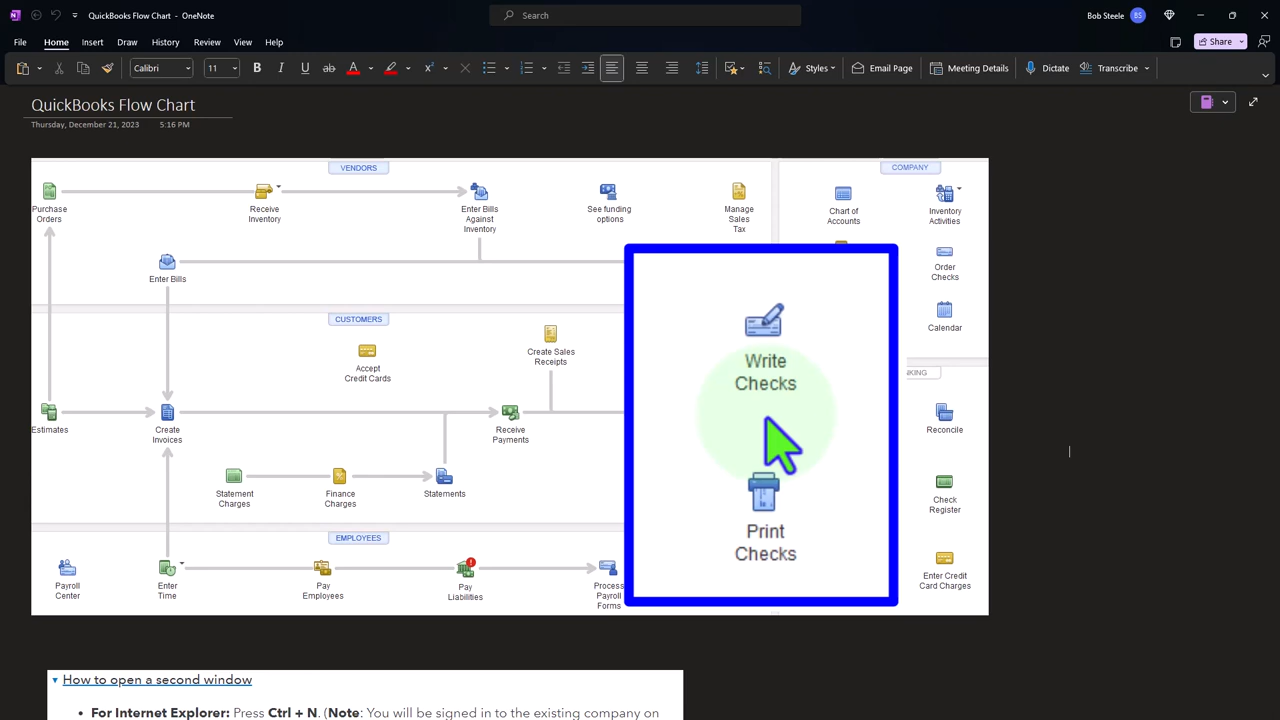 QuickBooks Flow Chart - OneNote
Search
Bob Steele
BS
File Home Insert Draw History Review View Help
Share
Calibri
11
B I U ab A
Styles
Email Page
Meeting Details
Dictate
Transcribe
QuickBooks Flow Chart
Thursday, December 21, 2023 5:16 PM
VENDORS
Purchase
Orders
Receive
Inventory
Enter Bills
Against
Inventory
See funding
options
Manage
Sales
Tax
Enter Bills
CUSTOMERS
Accept
Credit Cards
Create Sales
Receipts
Estimates
Create
Invoices
Receive
Payments
Statement
Charges
Finance
Charges
Statements
EMPLOYEES
Payroll
Center
Enter
Time
Pay
Employees
Pay
Liabilities
Process
Payroll
Forms
Write
Checks
Print
Checks
COMPANY
Chart of
Accounts
Inventory
Activities
Order
Checks
Calendar
NKING
Reconcile
Check
Register
Enter Credit
Card Charges
How to open a second window
• For Internet Explorer: Press Ctrl + N. (Note: You will be signed in to the existing company on